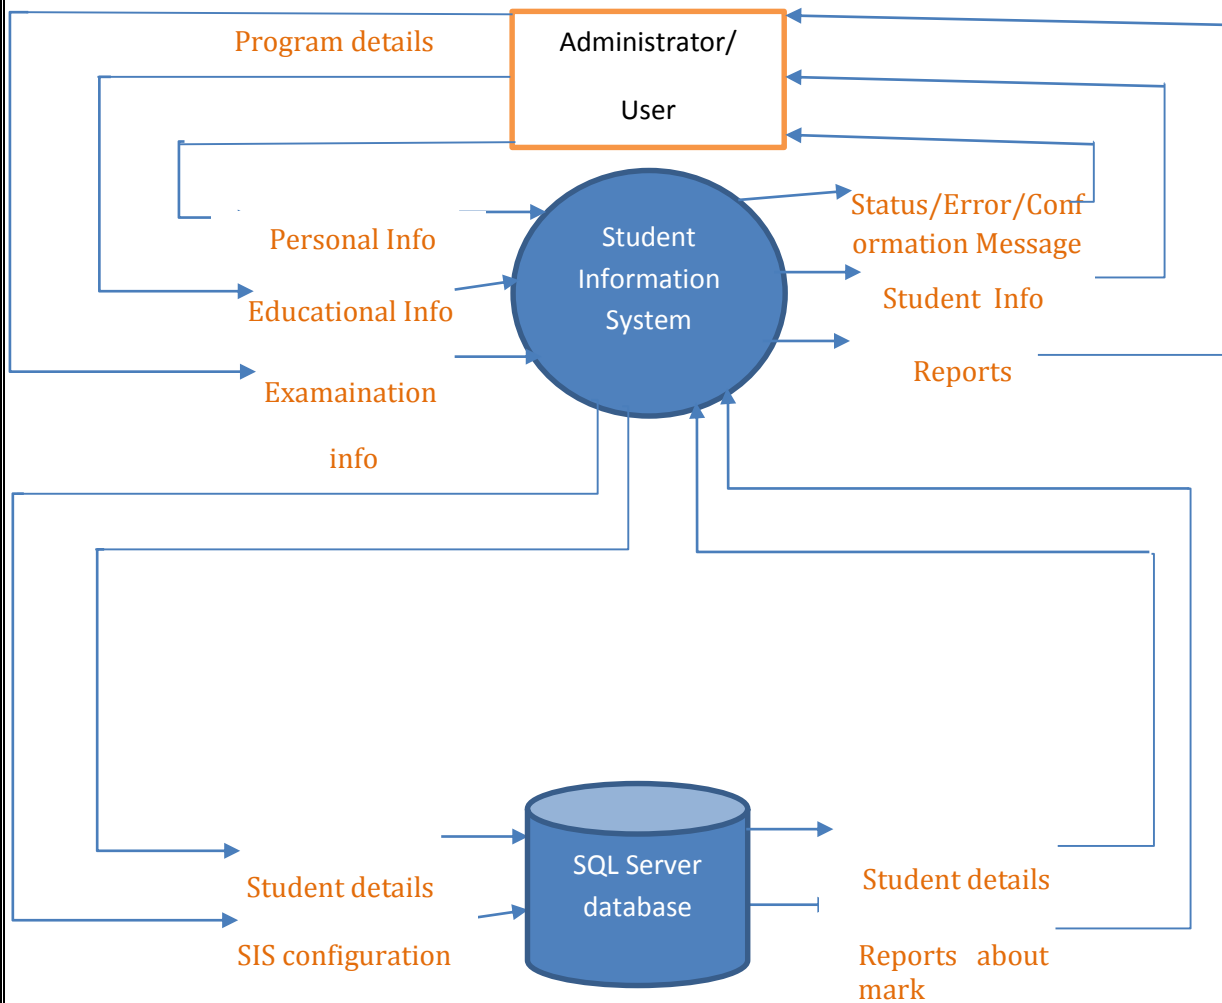 Program details
Administrator/
User
Personal Info
Educational Info
Examaination
info
Student
Information
System
Status/Error/Conf
ormation Message
Student Info
Reports
Student details
SIS configuration
SQL Server
database
Student details
Reports about
mark